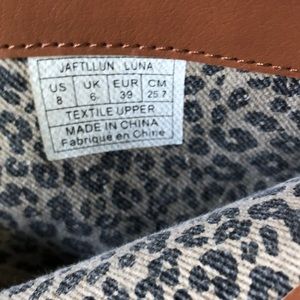 JAFTLLUN LUNA
US UK EUR CM
8 6 39 25.7
TEXTILE UPPER
MADE IN CHINA
Fabriqué en Chine